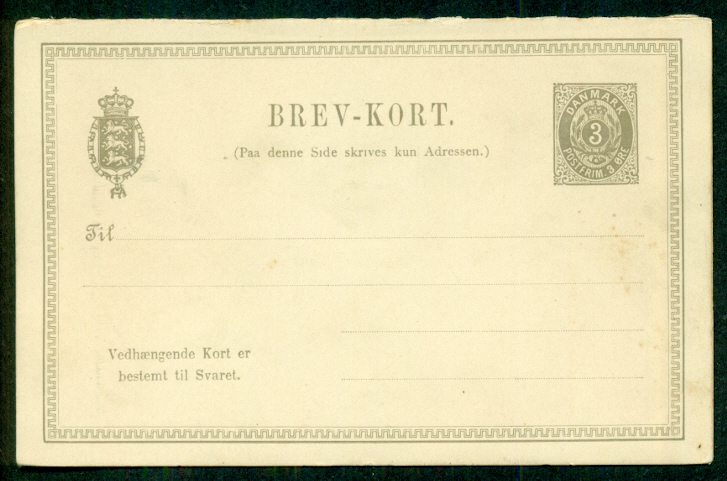 BREV-KORT.
(Paa denne Side skrives kun Adressen.)
DANMARK
3
POSTFRIM. 3 ØRE
Til
Vedhængende Kort er
bestemt til Svaret.